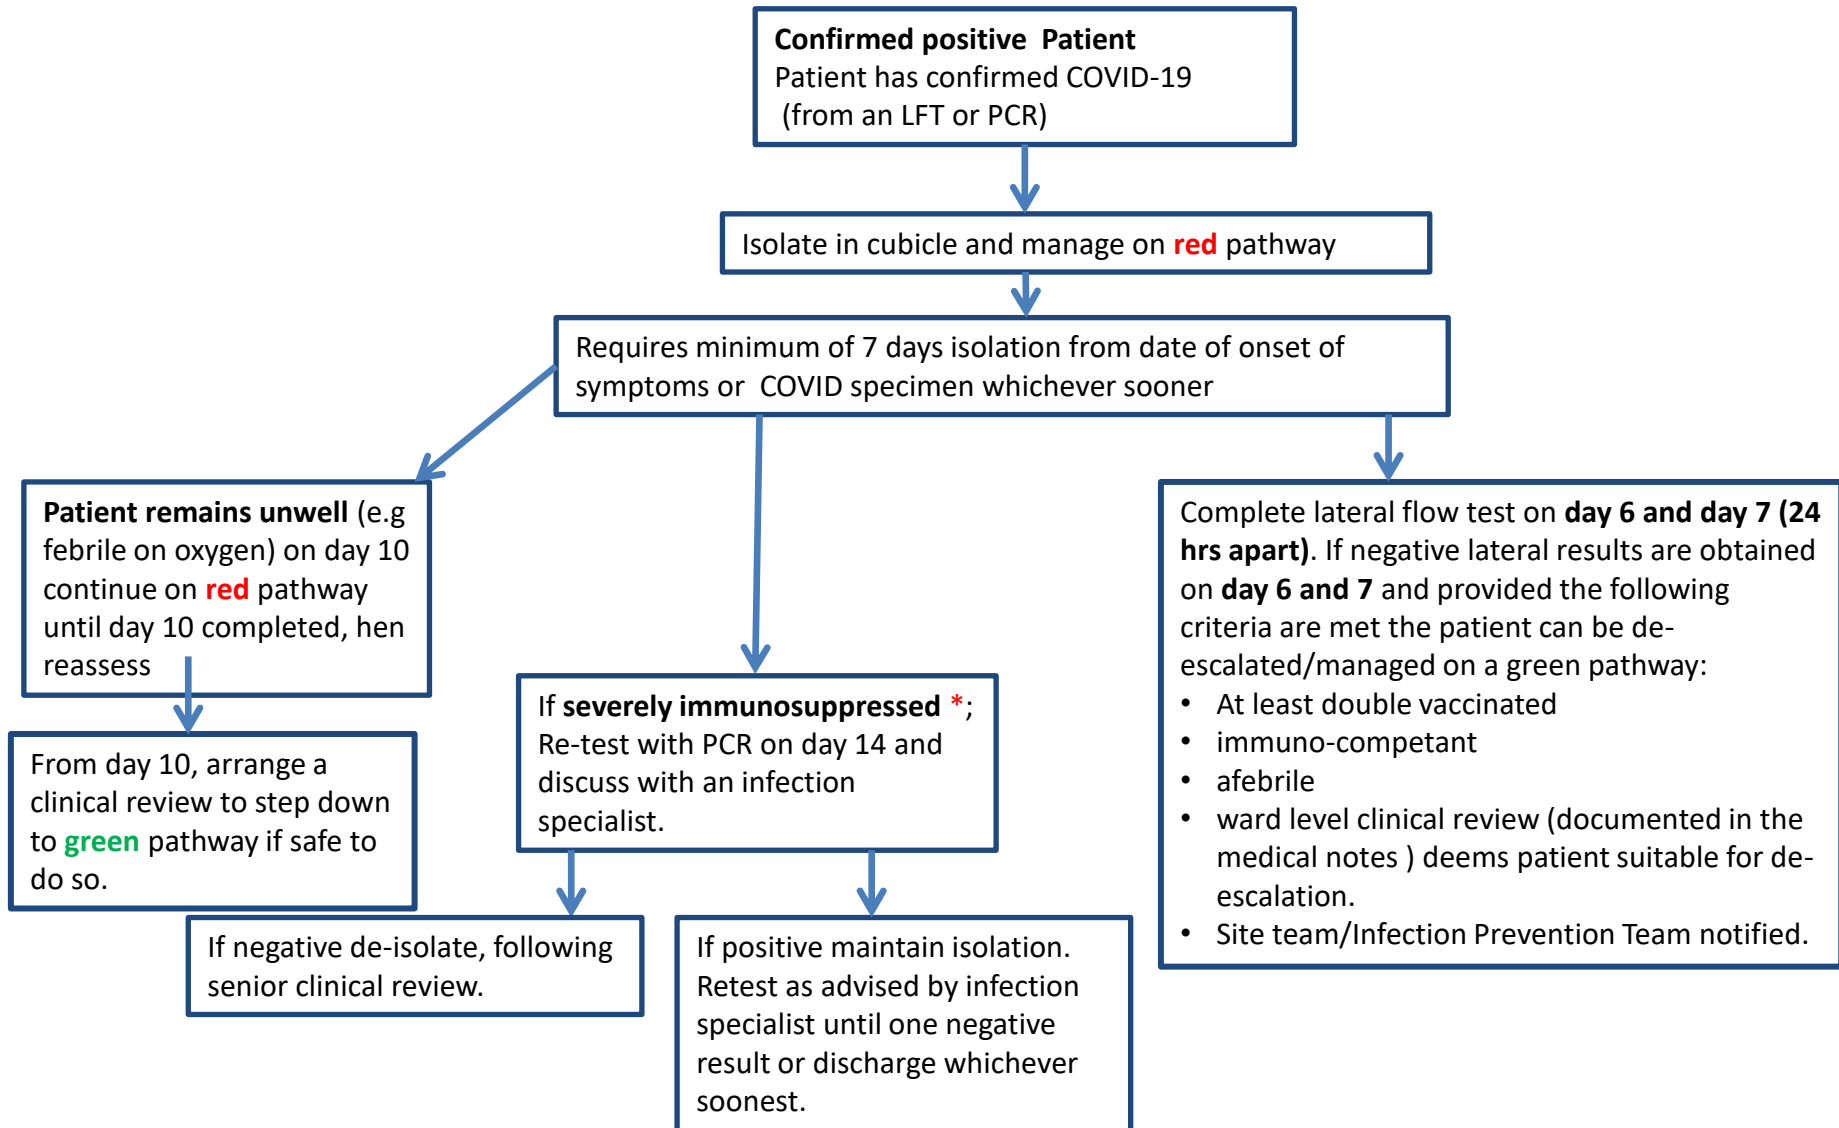 Confirmed positive  Patient
Patient has confirmed COVID-19
(from an LFT or PCR)
Isolate in cubicle and manage on red pathway
Requires minimum of 7 days isolation from date of onset of
symptoms or  COVID specimen whichever sooner
Patient remains unwell (e.g
febrile on oxygen) on day 10
continue on red pathway
until day 10 completed, hen
reassess
From day 10, arrange a
clinical review to step down
to green pathway if safe to
do so.
If severely immunosuppressed *;
Re-test with PCR on day 14 and
discuss with an infection
specialist.
If negative de-isolate, following
senior clinical review.
If positive maintain isolation.
Retest as advised by infection
specialist until one negative
result or discharge whichever
soonest.
Complete lateral flow test on day 6 and day 7 (24
hrs apart). If negative lateral results are obtained
on day 6 and 7 and provided the following
criteria are met the patient can be de-
escalated/managed on a green pathway:
• At least double vaccinated
• immuno-competant
• afebrile
• ward level clinical review (documented in the
medical notes ) deems patient suitable for de-
escalation.
• Site team/Infection Prevention Team notified.